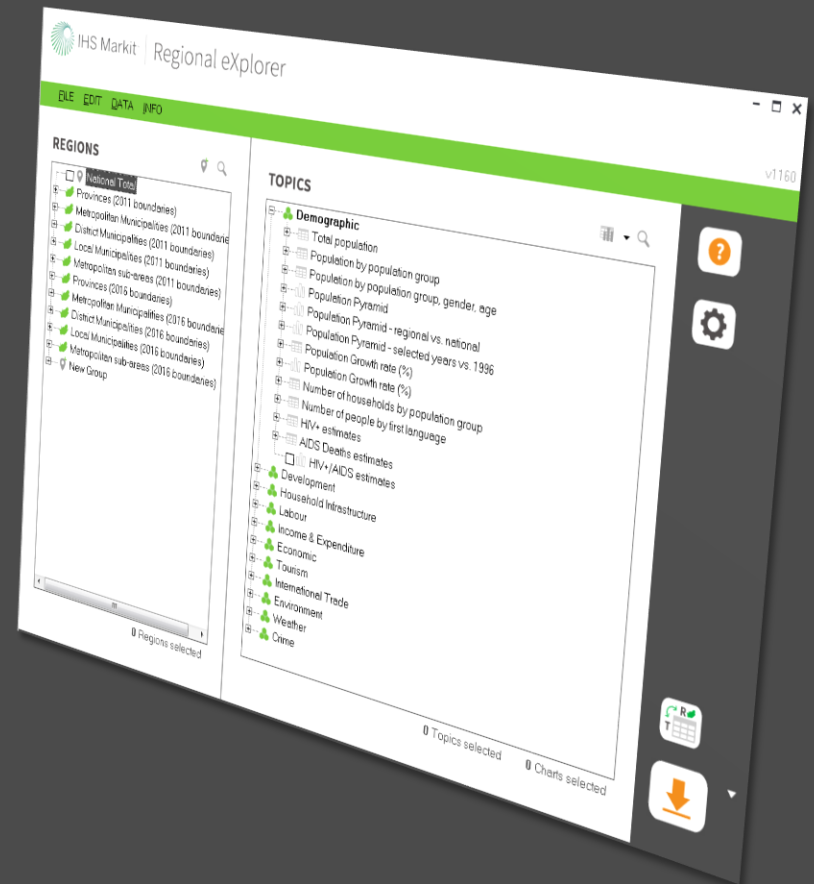 IHS Markit | Regional eXplorer
FILE EDIT DATA INFO
v1160
REGIONS
National Total
Provinces (2011 boundaries)
Metropolitan Municipalities (2011 boundarie
District Municipalities (2011 boundaries)
Local Municipalities (2011 boundaries)
Metropolitan sub-areas (2011 boundaries)
Provinces (2016 boundaries)
Metropolitan Municipalities (2016 boundarie
District Municipalities (2016 boundaries)
Local Municipalities (2016 boundaries)
Metropolitan sub-areas (2016 boundaries)
New Group
0 Regions selected
TOPICS
Demographic
Total population
Population by population group
Population by population group, gender, age
Population Pyramid
Population Pyramid - regional vs. national
Population Pyramid - selected years vs. 1996
Population Growth rate (%)
Population Growth rate (%)
Number of households by population group
Number of people by first language
HIV+ estimates
AIDS Deaths estimates
HIV+/AIDS estimates
Development
Household Infrastructure
Labour
Income & Expenditure
Economic
Tourism
International Trade
Environment
Weather
Crime
0 Topics selected
0 Charts selected
?
R
T